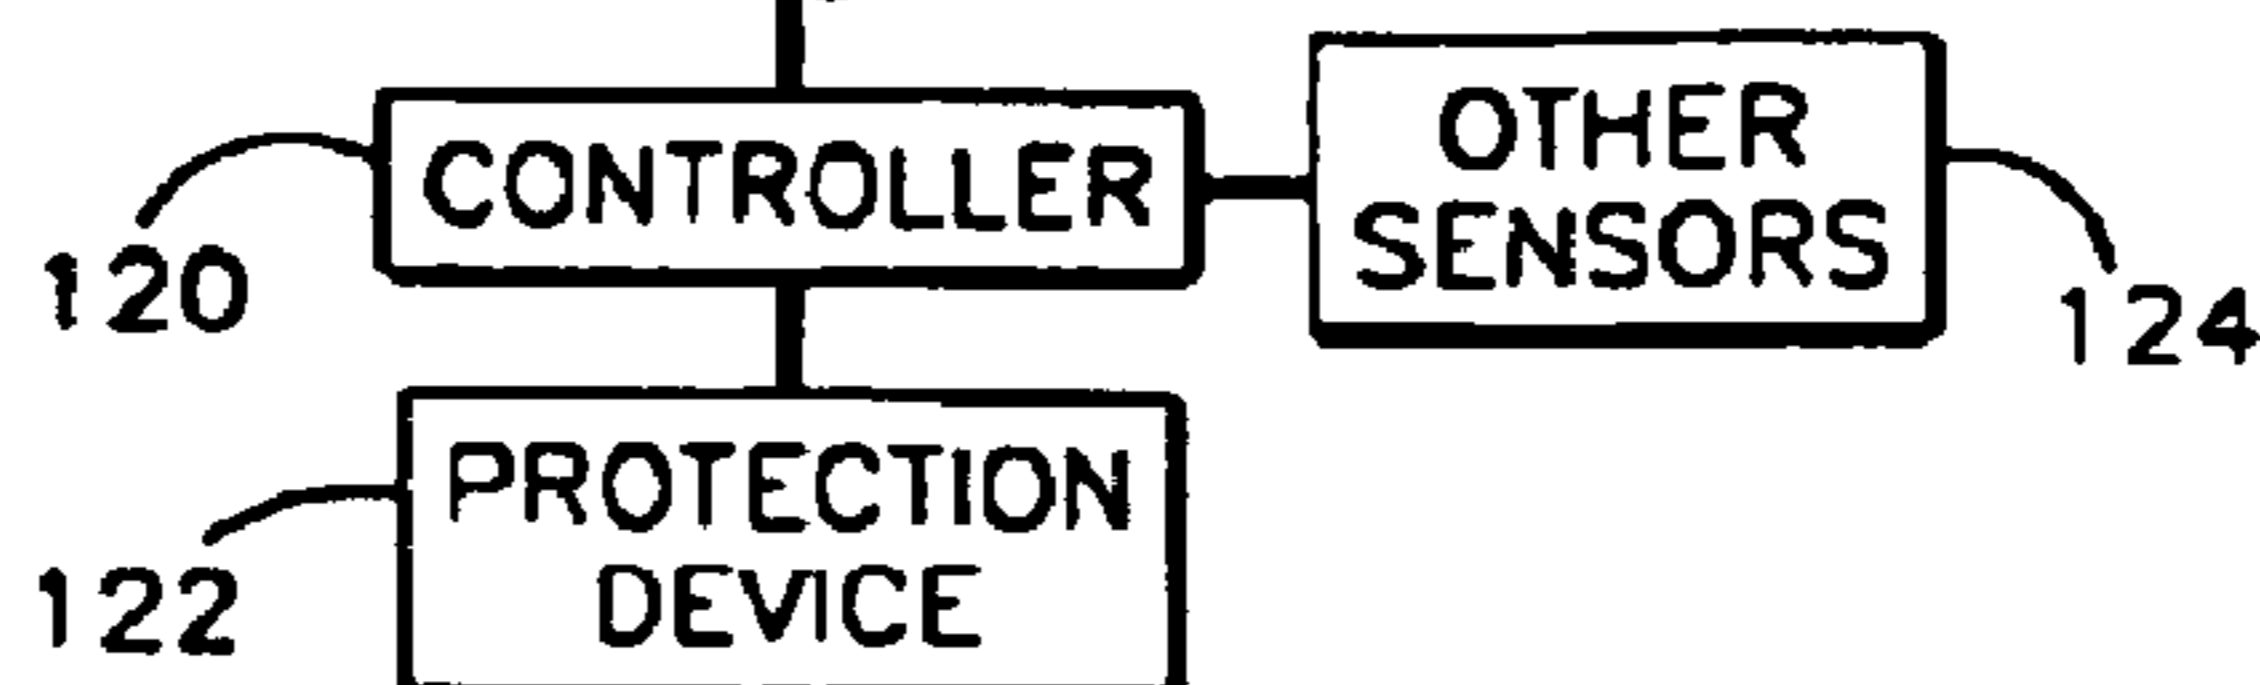 CONTROLLER
OTHER
SENSORS
120
124
PROTECTION
DEVICE
122